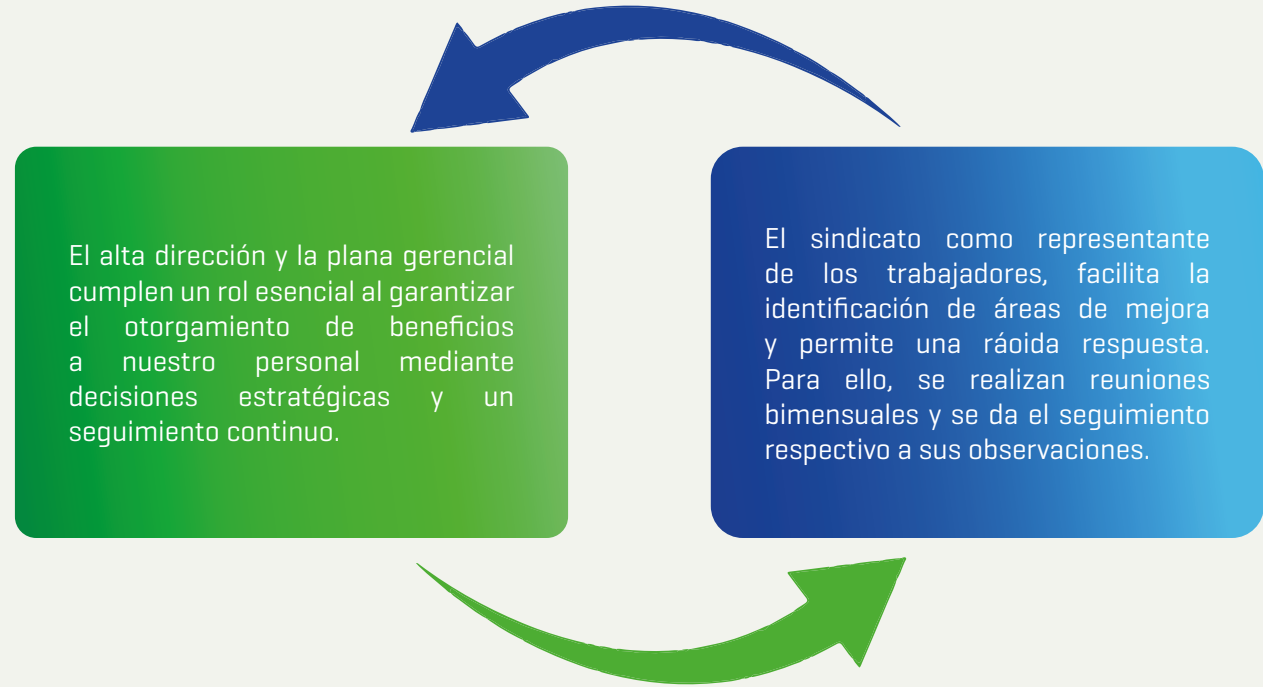 El alta dirección y la plana gerencial
cumplen un rol esencial al garantizar
el otorgamiento de beneficios
a nuestro personal mediante
decisiones estratégicas y un
seguimiento continuo.
El sindicato como representante
de los trabajadores, facilita la
identificación de áreas de mejora
y permite una ráoida respuesta.
Para ello, se realizan reuniones
bimensuales y se da el seguimiento
respectivo a sus observaciones.